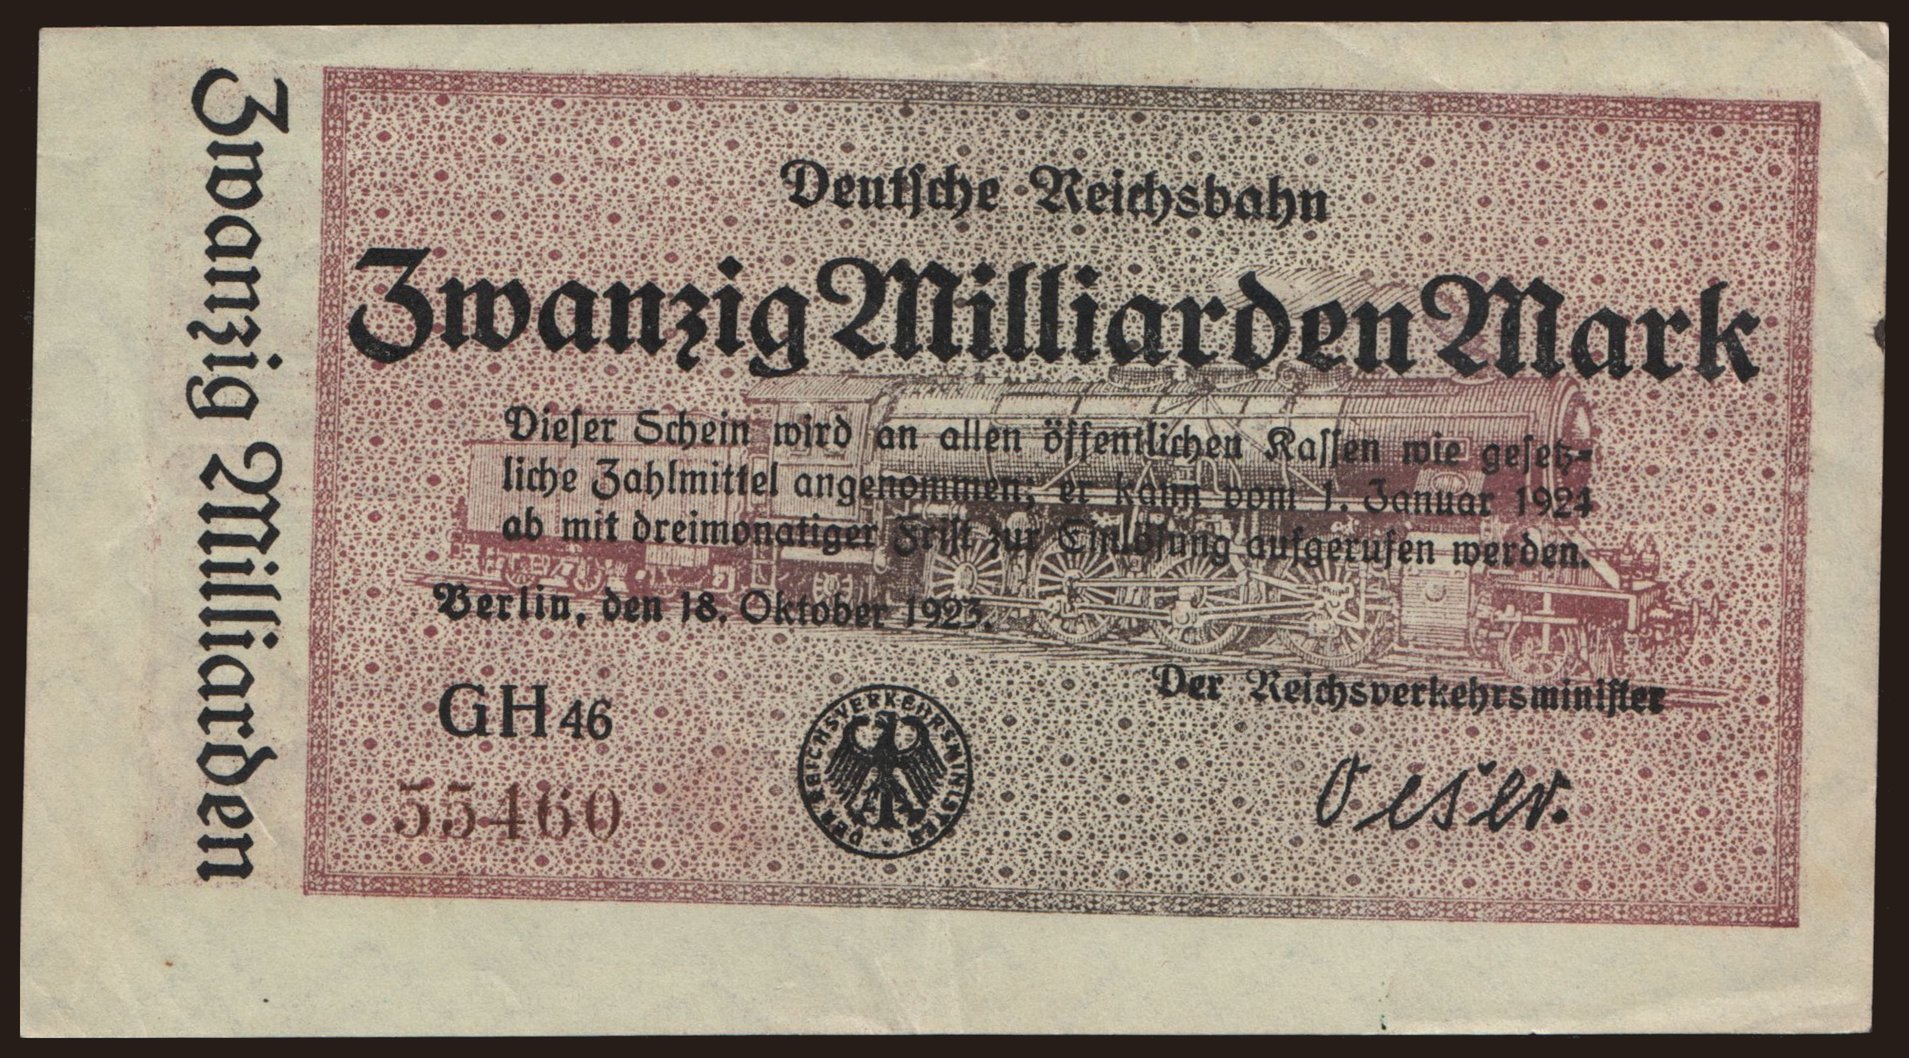 Zwanzig Milliarden
Deutsche Reichsbahn
Zwanzig Milliarden Mark
Dieser Schein wird an allen öffentlichen Kassen wie gesetz-
liche Zahlmittel angenommen; er kann vom 1. Januar 1924
ab mit dreimonatiger Frist zur Einlösung aufgerufen werden.
Berlin, den 18. Oktober 1923.
GH 46
55460
DER REICHSVERKEHRSMINISTER
Der Reichsverkehrsminister
Oeser.